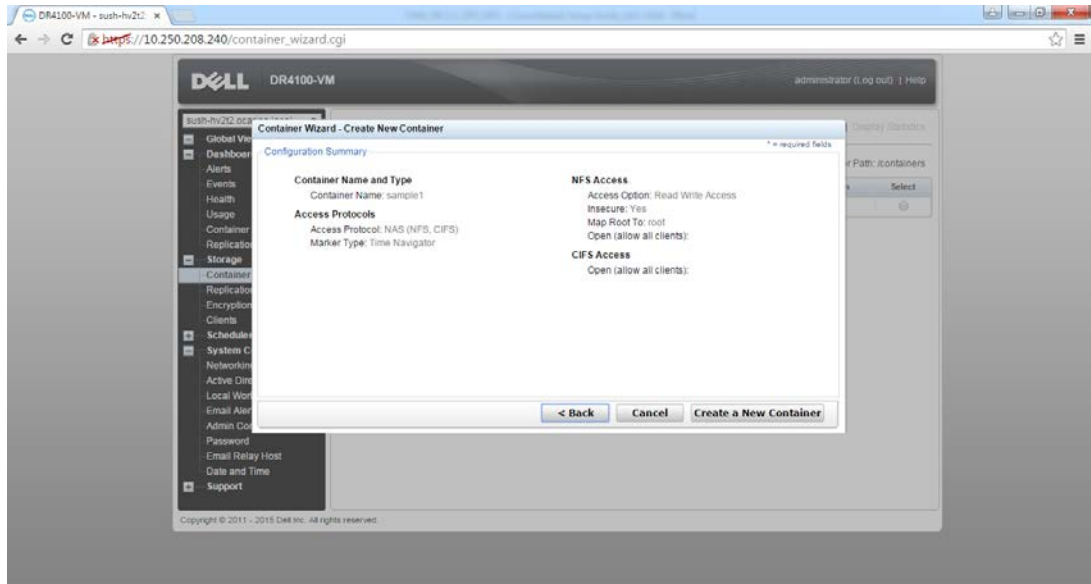 DR4100-VM - sush-hv2t2
https://10.250.208.240/container_wizard.cgi
DELL DR4100-VM
administrator (Log out) | Help
Global Vie
Dashboar
Alerts
Events
Health
Usage
Container
Replicatio
Storage
Container
Replicatio
Encryption
Clients
Schedules
System C
Networkin
Active Dire
Local Wor
Email Aler
Admin Con
Password
Email Relay Host
Date and Time
Support
Display Statistics
r Path: /containers
Select
Container Wizard - Create New Container
* = required fields
Configuration Summary
Container Name and Type
Container Name: sample1
Access Protocols
Access Protocol: NAS (NFS, CIFS)
Marker Type: Time Navigator
NFS Access
Access Option: Read Write Access
Insecure: Yes
Map Root To: root
Open (allow all clients):
CIFS Access
Open (allow all clients):
< Back
Cancel
Create a New Container
Copyright © 2011 - 2015 Dell Inc. All rights reserved.